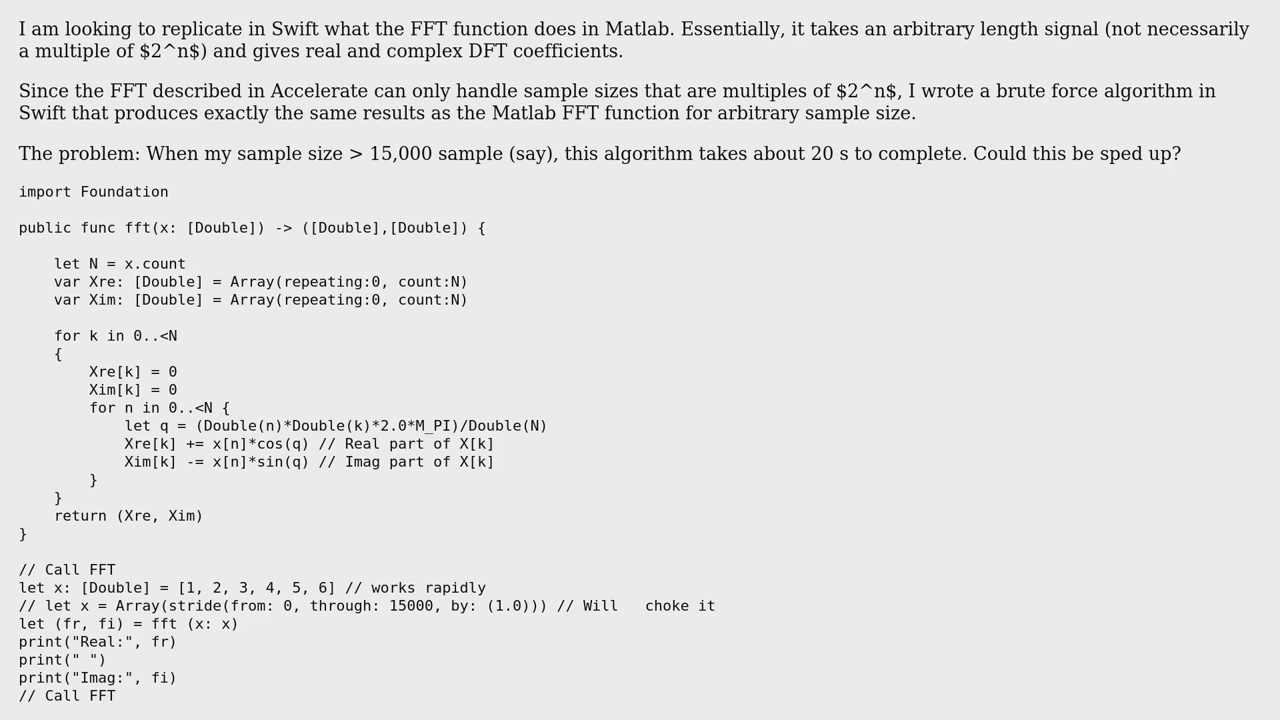 I am looking to replicate in Swift what the FFT function does in Matlab. Essentially, it takes an arbitrary length signal (not necessarily
a multiple of $2^n$) and gives real and complex DFT coefficients.
Since the FFT described in Accelerate can only handle sample sizes that are multiples of $2^n$, I wrote a brute force algorithm in
Swift that produces exactly the same results as the Matlab FFT function for arbitrary sample size.
The problem: When my sample size > 15,000 sample (say), this algorithm takes about 20 s to complete. Could this be sped up?
import Foundation
public func fft(x: [Double]) -> ([Double],[Double]) {
    let N = x.count
    var Xre: [Double] = Array(repeating:0, count:N)
    var Xim: [Double] = Array(repeating:0, count:N)
    for k in 0..<N
    {
        Xre[k] = 0
        Xim[k] = 0
        for n in 0..<N {
            let q = (Double(n)*Double(k)*2.0*M_PI)/Double(N)
            Xre[k] += x[n]*cos(q) // Real part of X[k]
            Xim[k] -= x[n]*sin(q) // Imag part of X[k]
        }
    }
    return (Xre, Xim)
}
// Call FFT
let x: [Double] = [1, 2, 3, 4, 5, 6] // works rapidly
// let x = Array(stride(from: 0, through: 15000, by: (1.0))) // Will   choke it
let (fr, fi) = fft (x: x)
print("Real:", fr)
print(" ")
print("Imag:", fi)
// Call FFT